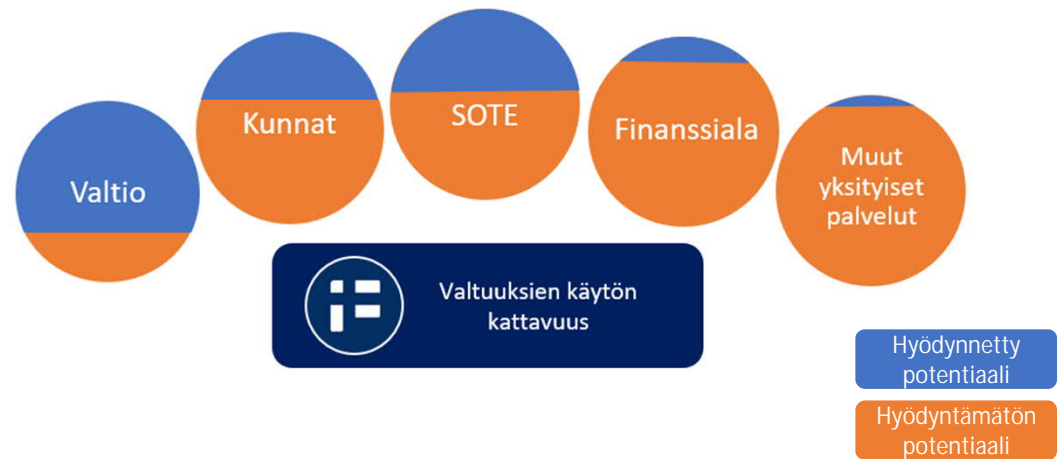 Valtio
Kunnat
SOTE
Finanssiala
Muut
yksityiset
palvelut
Valtuuksien käytön
kattavuus
Hyödynnetty
potentiaali
Hyödyntämätön
potentiaali